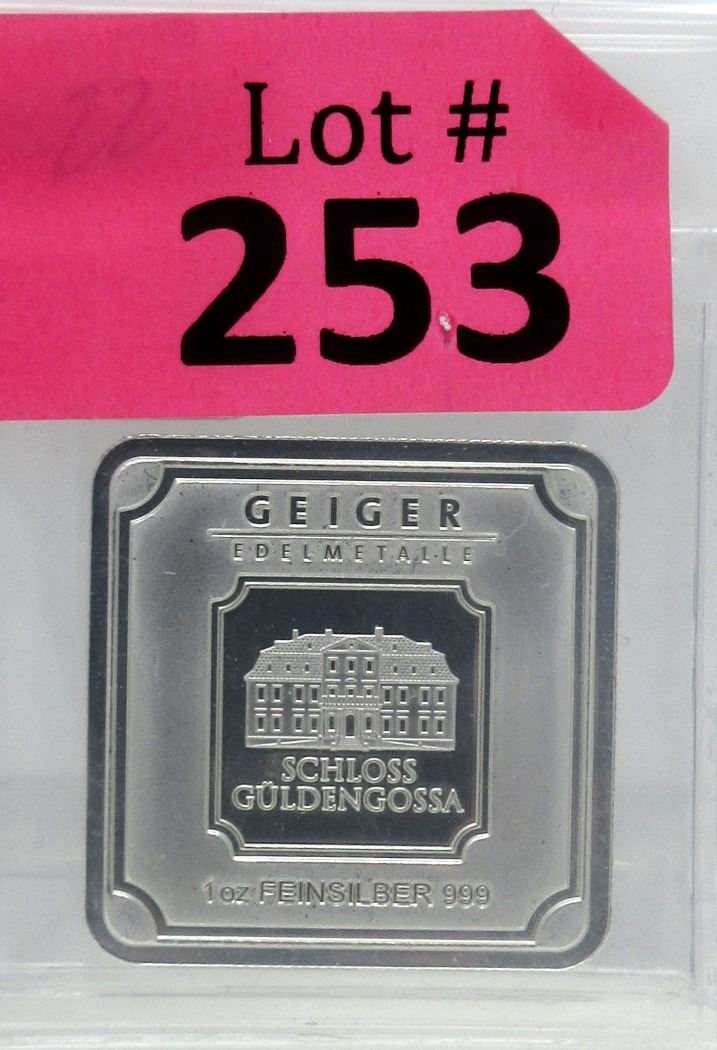 Lot #
253
GEIGER
EDELMETALLE
SCHLOSS
GÜLDENGOSSA
1 oz FEINSILBER 999